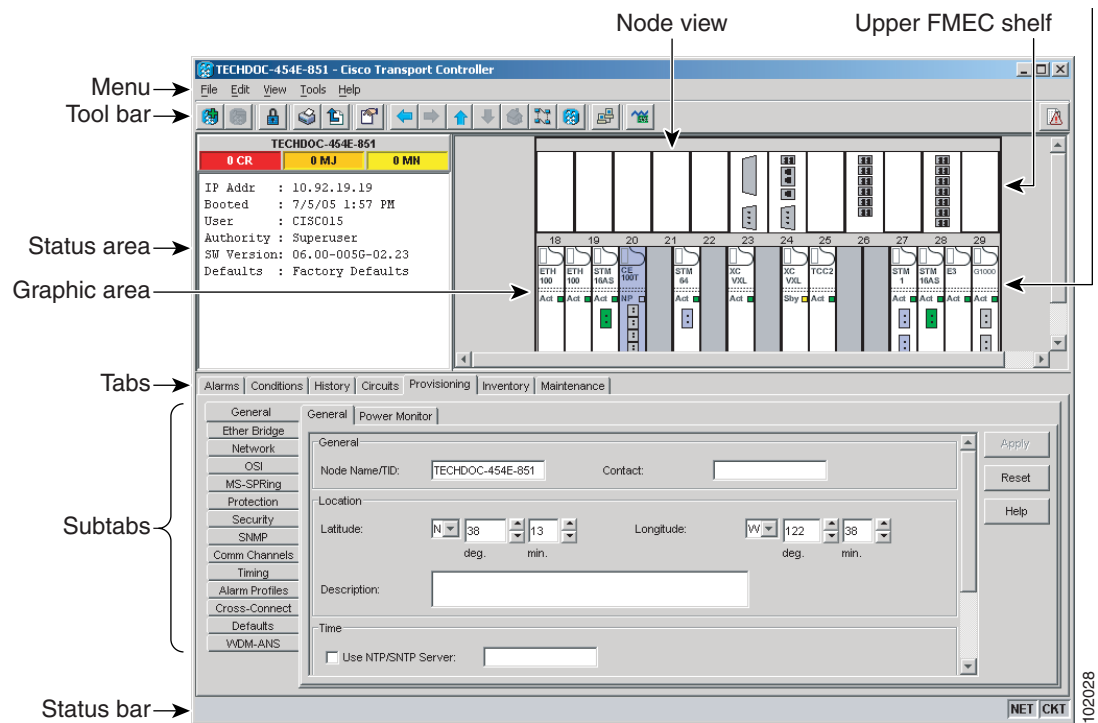 Node view
Upper FMEC shelf
TECHDOC-454E-851 - Cisco Transport Controller
Menu
File Edit View Tools Help
Tool bar
TECHDOC-454E-851
0 CR 0 MJ 0 MN
IP Addr : 10.92.19.19
Booted : 7/5/05 1:57 PM
User : CISCO15
Authority : Superuser
SW Version: 06.00-005G-02.23
Defaults : Factory Defaults
Status area
Graphic area
18 19 20 21 22 23 24 25 26 27 28 29
ETH 100
ETH 100
STM 16AS
CE 100T
STM 64
XC VXL
XC VXL
TCC2
STM 1
STM 16AS
E3
G1000
Act Act Act NP Act Act Sby Act Act Act Act Act
Tabs
Alarms Conditions History Circuits Provisioning Inventory Maintenance
Subtabs
General
Ether Bridge
Network
OSI
MS-SPRing
Protection
Security
SNMP
Comm Channels
Timing
Alarm Profiles
Cross-Connect
Defaults
WDM-ANS
General Power Monitor
General
Node Name/TID: TECHDOC-454E-851 Contact:
Location
Latitude: N 38 13 Longitude: W 122 38
deg. min. deg. min.
Description:
Time
Use NTP/SNTP Server:
Apply
Reset
Help
Status bar
NET CKT
102028